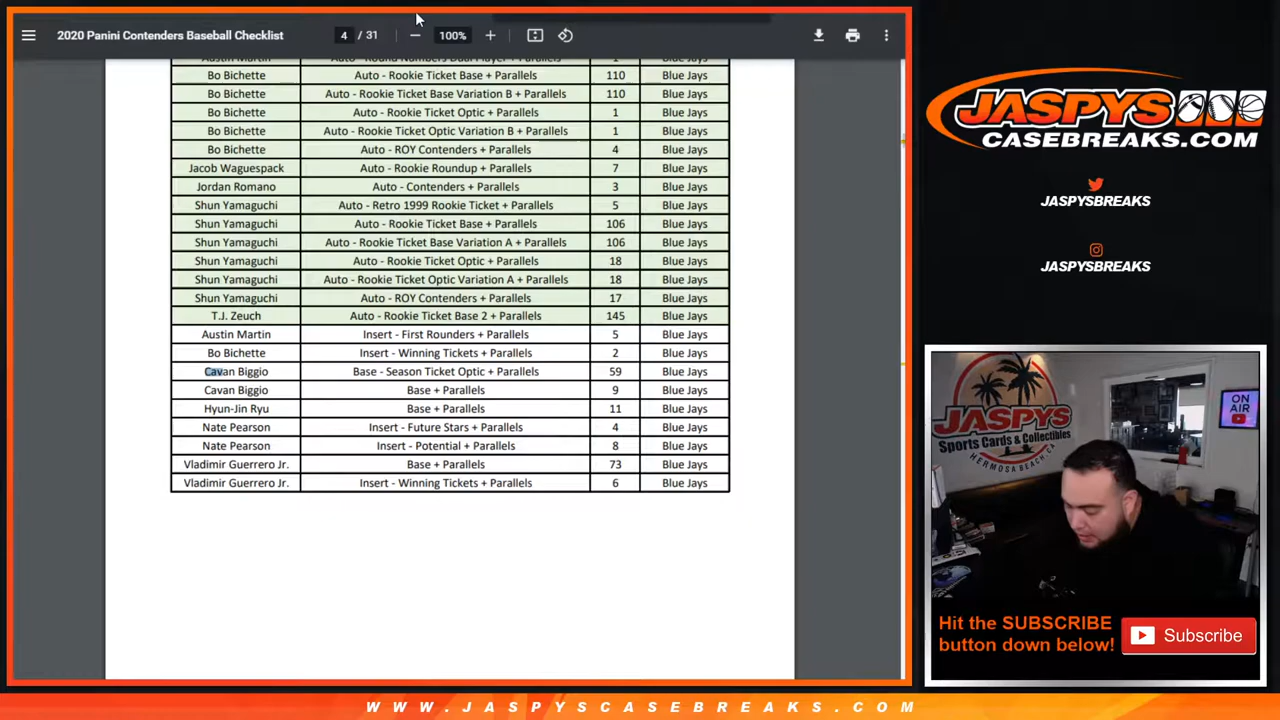 2020 Panini Contenders Baseball Checklist 4 / 31 100%
Austin Martin Auto - Round Numbers Dual Player + Parallels 1 Blue Jays
Bo Bichette Auto - Rookie Ticket Base + Parallels 110 Blue Jays
Bo Bichette Auto - Rookie Ticket Base Variation B + Parallels 110 Blue Jays
Bo Bichette Auto - Rookie Ticket Optic + Parallels 1 Blue Jays
Bo Bichette Auto - Rookie Ticket Optic Variation B + Parallels 1 Blue Jays
Bo Bichette Auto - ROY Contenders + Parallels 4 Blue Jays
Jacob Waguespack Auto - Rookie Roundup + Parallels 7 Blue Jays
Jordan Romano Auto - Contenders + Parallels 3 Blue Jays
Shun Yamaguchi Auto - Retro 1999 Rookie Ticket + Parallels 5 Blue Jays
Shun Yamaguchi Auto - Rookie Ticket Base + Parallels 106 Blue Jays
Shun Yamaguchi Auto - Rookie Ticket Base Variation A + Parallels 106 Blue Jays
Shun Yamaguchi Auto - Rookie Ticket Optic + Parallels 18 Blue Jays
Shun Yamaguchi Auto - Rookie Ticket Optic Variation A + Parallels 18 Blue Jays
Shun Yamaguchi Auto - ROY Contenders + Parallels 17 Blue Jays
T.J. Zeuch Auto - Rookie Ticket Base 2 + Parallels 145 Blue Jays
Austin Martin Insert - First Rounders + Parallels 5 Blue Jays
Bo Bichette Insert - Winning Tickets + Parallels 2 Blue Jays
Cavan Biggio Base - Season Ticket Optic + Parallels 59 Blue Jays
Cavan Biggio Base + Parallels 9 Blue Jays
Hyun-Jin Ryu Base + Parallels 11 Blue Jays
Nate Pearson Insert - Future Stars + Parallels 4 Blue Jays
Nate Pearson Insert - Potential + Parallels 8 Blue Jays
Vladimir Guerrero Jr. Base + Parallels 73 Blue Jays
Vladimir Guerrero Jr. Insert - Winning Tickets + Parallels 6 Blue Jays
JASPYS
CASEBREAKS.COM
JASPYSBREAKS
JASPYSBREAKS
JASPYS
Sports Cards & Collectibles
HERMOSA BEACH, CA
ON
AIR
Hit the SUBSCRIBE
button down below!
Subscribe
WWW.JASPYSCASEBREAKS.COM